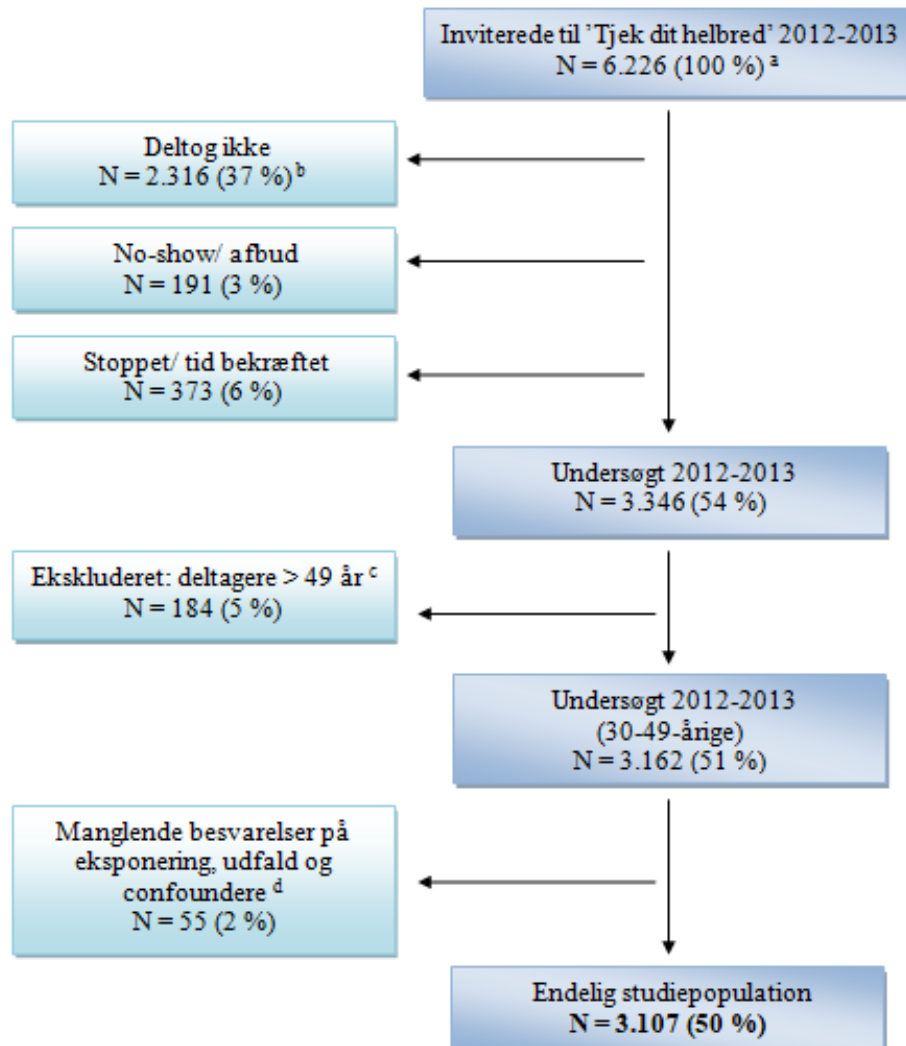 Inviterede til 'Tjek dit helbred' 2012-2013
N = 6.226 (100 %) a
Deltog ikke
N = 2.316 (37 %) b
No-show/ afbud
N = 191 (3 %)
Stoppet/ tid bekræftet
N = 373 (6 %)
Undersøgt 2012-2013
N = 3.346 (54 %)
Ekskluderet: deltagere > 49 år c
N = 184 (5 %)
Undersøgt 2012-2013
(30-49-årige)
N = 3.162 (51 %)
Manglende besvarelser på
eksponering, udfald og
confoundere d
N = 55 (2 %)
Endelig studiepopulation
N = 3.107 (50 %)